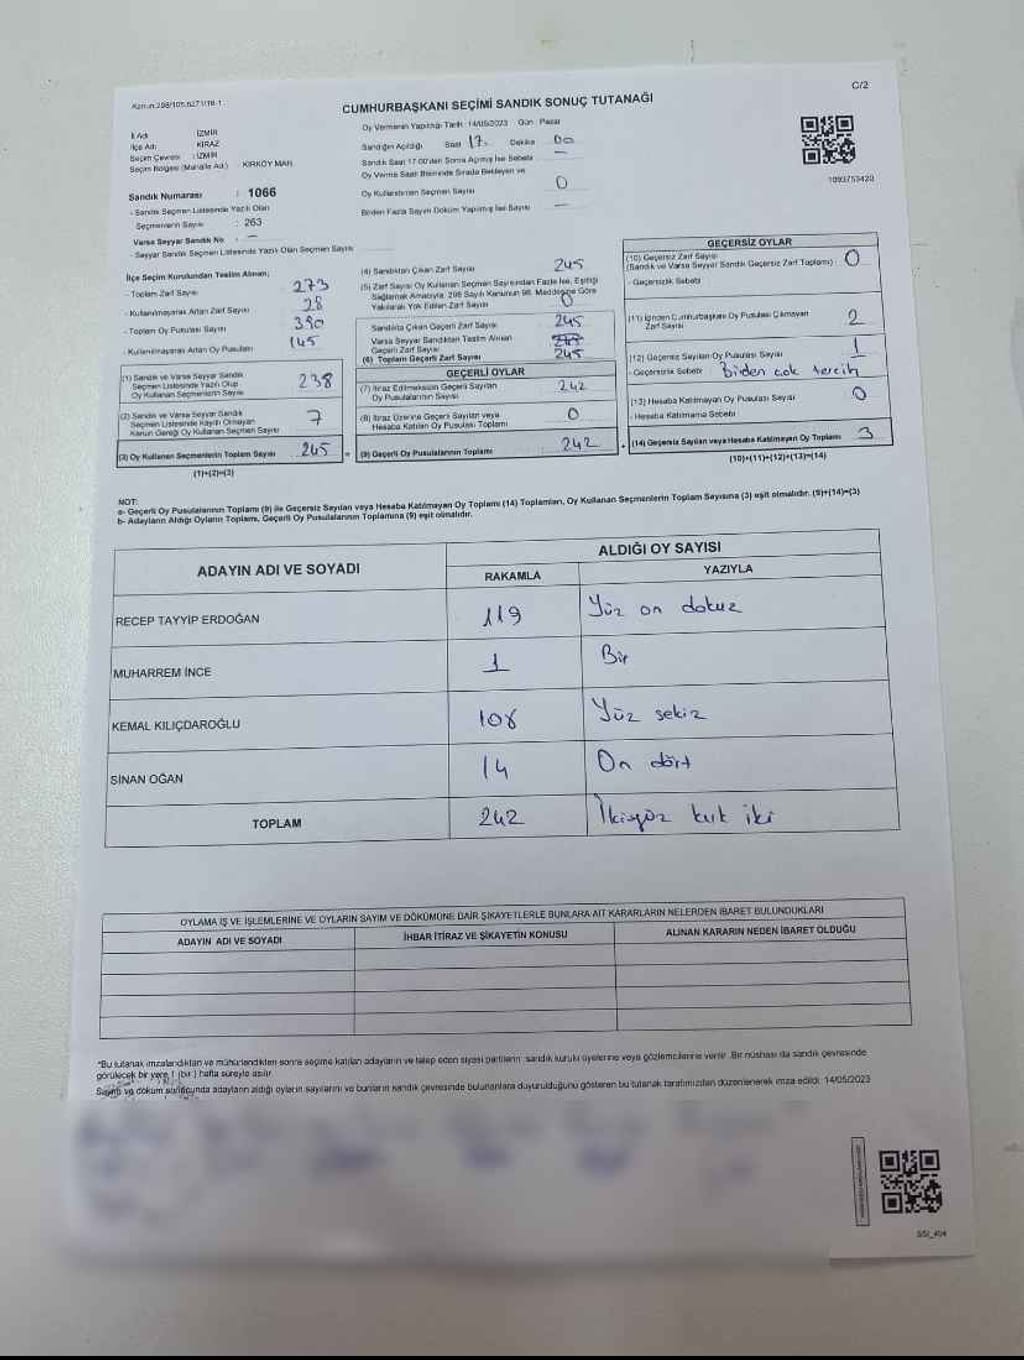 C/2
CUMHURBAŞKANI SEÇİMİ SANDIK SONUÇ TUTANAĞI
Oy Vermenin Yapıldığı Tarih : 14/05/2023 Gün : Pazar
İl Adı : İZMİR
İlçe Adı : KİRAZ
Seçim Çevresi : İZMİR
Seçim Bölgesi (Mahalle Adı) : KIRKÖY MAH.
Sandığın Açıldığı Saat 17 Dakika 00
Sandık Saat 17:00'den Sonra Açılmış İse Sebebi —
Oy Verme Saati Bitiminde Sırada Bekleyen ve
Oy Kullandırılan Seçmen Sayısı 0
Birden Fazla Sayım Döküm Yapılmış İse Sayısı —
1093753420
Sandık Numarası : 1066
- Sandık Seçmen Listesinde Yazılı Olan
Seçmenlerin Sayısı : 263
Varsa Seyyar Sandık No : —
- Seyyar Sandık Seçmen Listesinde Yazılı Olan Seçmen Sayısı
İlçe Seçim Kurulundan Teslim Alınan;
- Toplam Zarf Sayısı 273
- Kullanılmayarak Artan Zarf Sayısı 28
- Toplam Oy Pusulası Sayısı 390
- Kullanılmayarak Artan Oy Pusulası 145
(1) Sandık ve Varsa Seyyar Sandık
Seçmen Listesinde Yazılı Olup
Oy Kullanan Seçmenlerin Sayısı 238
(2) Sandık ve Varsa Seyyar Sandık
Seçmen Listesinde Kaydı Olmayan
Kanun Gereği Oy Kullanan Seçmen Sayısı 7
(3) Oy Kullanan Seçmenlerin Toplam Sayısı 245
(1)+(2)=(3)
(4) Sandıktan Çıkan Zarf Sayısı 245
(5) Zarf Sayısı Oy Kullanan Seçmen Sayısından Fazla İse, Eşitliği
Sağlamak Amacıyla, 298 Sayılı Kanunun 98. Maddesine Göre
Yakılarak Yok Edilen Zarf Sayısı 0
Sandıkta Çıkan Geçerli Zarf Sayısı 245
Varsa Seyyar Sandıktan Teslim Alınan
Geçerli Zarf Sayısı
(6) Toplam Geçerli Zarf Sayısı 245
GEÇERLİ OYLAR
(7) İtiraz Edilmeksizin Geçerli Sayılan
Oy Pusulalarının Sayısı 242
(8) İtiraz Üzerine Geçerli Sayılan veya
Hesaba Katılan Oy Pusulası Toplamı 0
= (9) Geçerli Oy Pusulalarının Toplamı 242
GEÇERSİZ OYLAR
(10) Geçersiz Zarf Sayısı
(Sandık ve Varsa Seyyar Sandık Geçersiz Zarf Toplamı) : 0
- Geçersizlik Sebebi
(11) İçinden Cumhurbaşkanı Oy Pusulası Çıkmayan
Zarf Sayısı 2
(12) Geçersiz Sayılan Oy Pusulası Sayısı 1
- Geçersizlik Sebebi Birden çok tercih
(13) Hesaba Katılmayan Oy Pusulası Sayısı 0
- Hesaba Katılmama Sebebi
+ (14) Geçersiz Sayılan veya Hesaba Katılmayan Oy Toplamı 3
(10)+(11)+(12)+(13)=(14)
NOT:
a- Geçerli Oy Pusulalarının Toplamı (9) ile Geçersiz Sayılan veya Hesaba Katılmayan Oy Toplamı (14) Toplamları, Oy Kullanan Seçmenlerin Toplam Sayısına (3) eşit olmalıdır. (9)+(14)=(3)
b- Adayların Aldığı Oyların Toplamı, Geçerli Oy Pusulalarının Toplamına (9) eşit olmalıdır.
ADAYIN ADI VE SOYADI
ALDIĞI OY SAYISI
RAKAMLA YAZIYLA
RECEP TAYYİP ERDOĞAN 119 Yüz on dokuz
MUHARREM İNCE 1 Bir
KEMAL KILIÇDAROĞLU 108 Yüz sekiz
SİNAN OĞAN 14 On dört
TOPLAM 242 İkiyüz kırk iki
OYLAMA İŞ VE İŞLEMLERİNE VE OYLARIN SAYIM VE DÖKÜMÜNE DAİR ŞİKAYETLERLE BUNLARA AİT KARARLARIN NELERDEN İBARET BULUNDUKLARI
ADAYIN ADI VE SOYADI İHBAR İTİRAZ VE ŞİKAYETİN KONUSU ALINAN KARARIN NEDEN İBARET OLDUĞU
*Bu tutanak imzalandıktan ve mühürlendikten sonra seçime katılan adayların ve talep eden siyasi partilerin sandık kurulu üyelerine veya gözlemcilerine verilir. Bir nüshası da sandık çevresinde
görülecek bir yere 1 (bir) hafta süreyle asılır.
Sayım ve döküm sonucunda adayların aldığı oyların sayılarını ve bunların sandık çevresinde bulunanlara duyurulduğunu gösteren bu tutanak tarafımızdan düzenlenerek imza edildi. 14/05/2023